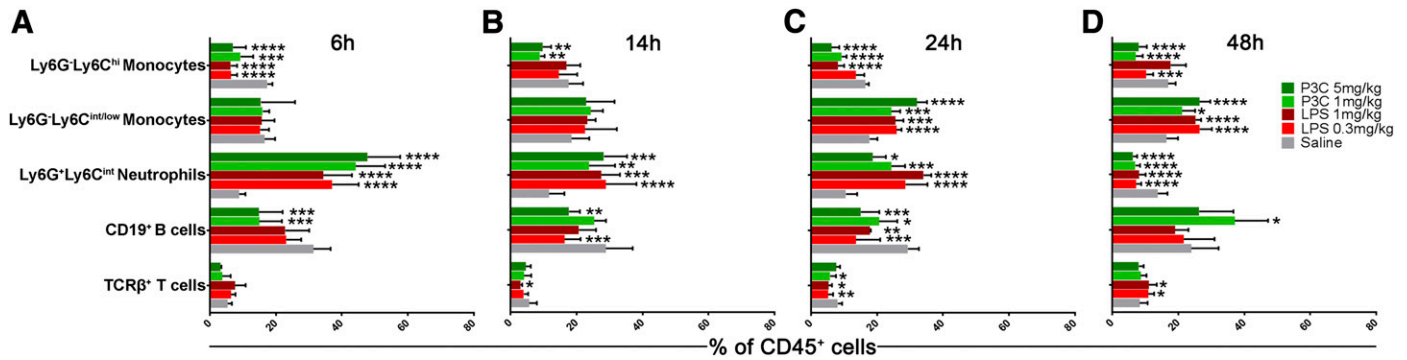 A 6h B 14h C 24h D 48h
Ly6G-Ly6Chi Monocytes
Ly6G-Ly6Cint/low Monocytes
Ly6G+Ly6Cint Neutrophils
CD19+ B cells
TCRβ+ T cells
**** *** **** ****
** **
**** *** **** ****
**** **** ***
**** *** *** ****
**** * **** ****
**** **** **** ****
*** ** *** ****
* *** **** ****
**** **** **** ****
*** ***
** ***
*** * ** ***
*
*
* * **
* *
P3C 5mg/kg
P3C 1mg/kg
LPS 1mg/kg
LPS 0.3mg/kg
Saline
0 20 40 60 80 0 20 40 60 80 0 20 40 60 80 0 20 40 60 80
% of CD45+ cells